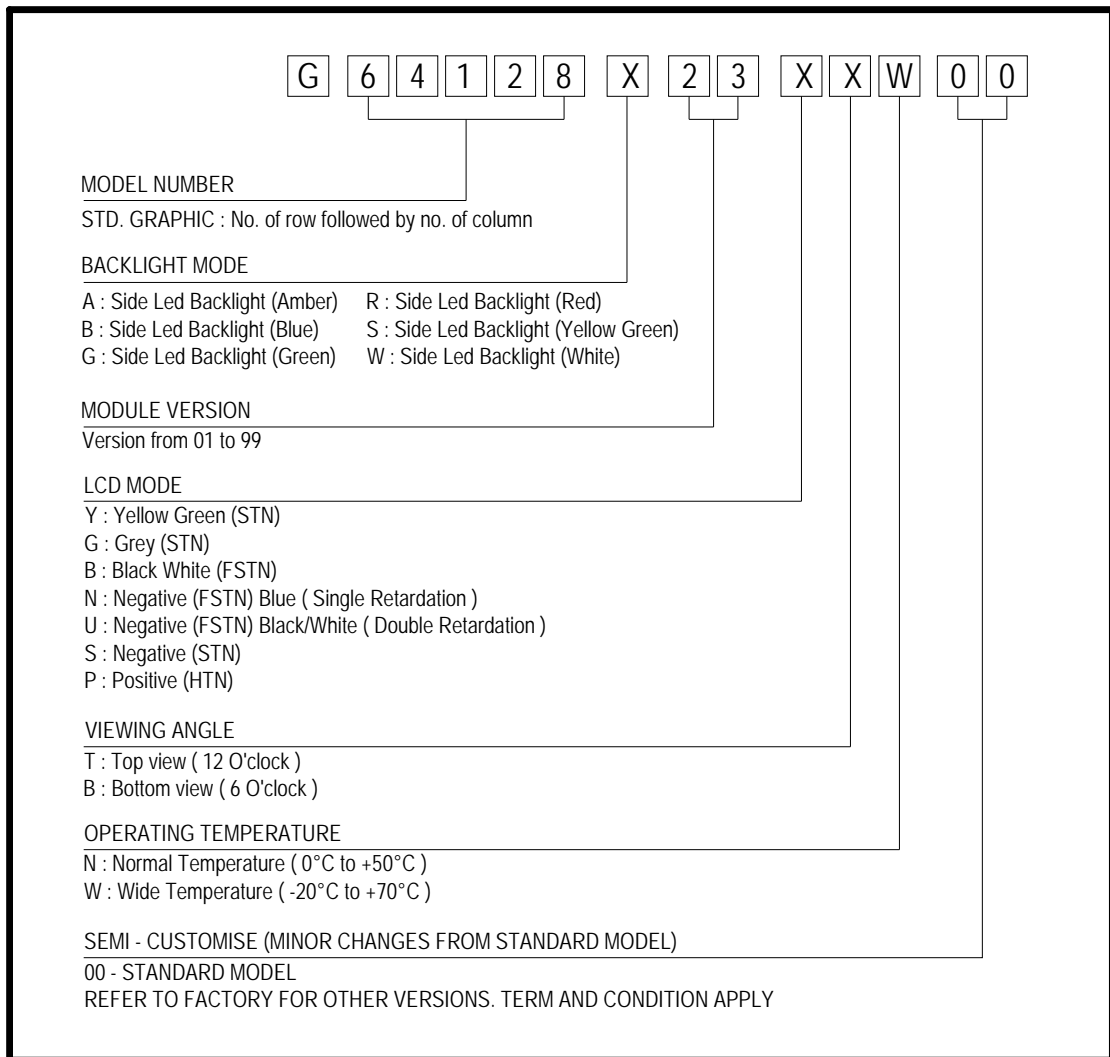 G 6 4 1 2 8 X 2 3 X X W 0 0
MODEL NUMBER
STD. GRAPHIC : No. of row followed by no. of column
BACKLIGHT MODE
A : Side Led Backlight (Amber) R : Side Led Backlight (Red)
B : Side Led Backlight (Blue) S : Side Led Backlight (Yellow Green)
G : Side Led Backlight (Green) W : Side Led Backlight (White)
MODULE VERSION
Version from 01 to 99
LCD MODE
Y : Yellow Green (STN)
G : Grey (STN)
B : Black White (FSTN)
N : Negative (FSTN) Blue ( Single Retardation )
U : Negative (FSTN) Black/White ( Double Retardation )
S : Negative (STN)
P : Positive (HTN)
VIEWING ANGLE
T : Top view ( 12 O'clock )
B : Bottom view ( 6 O'clock )
OPERATING TEMPERATURE
N : Normal Temperature ( 0°C to +50°C )
W : Wide Temperature ( -20°C to +70°C )
SEMI - CUSTOMISE (MINOR CHANGES FROM STANDARD MODEL)
00 - STANDARD MODEL
REFER TO FACTORY FOR OTHER VERSIONS. TERM AND CONDITION APPLY